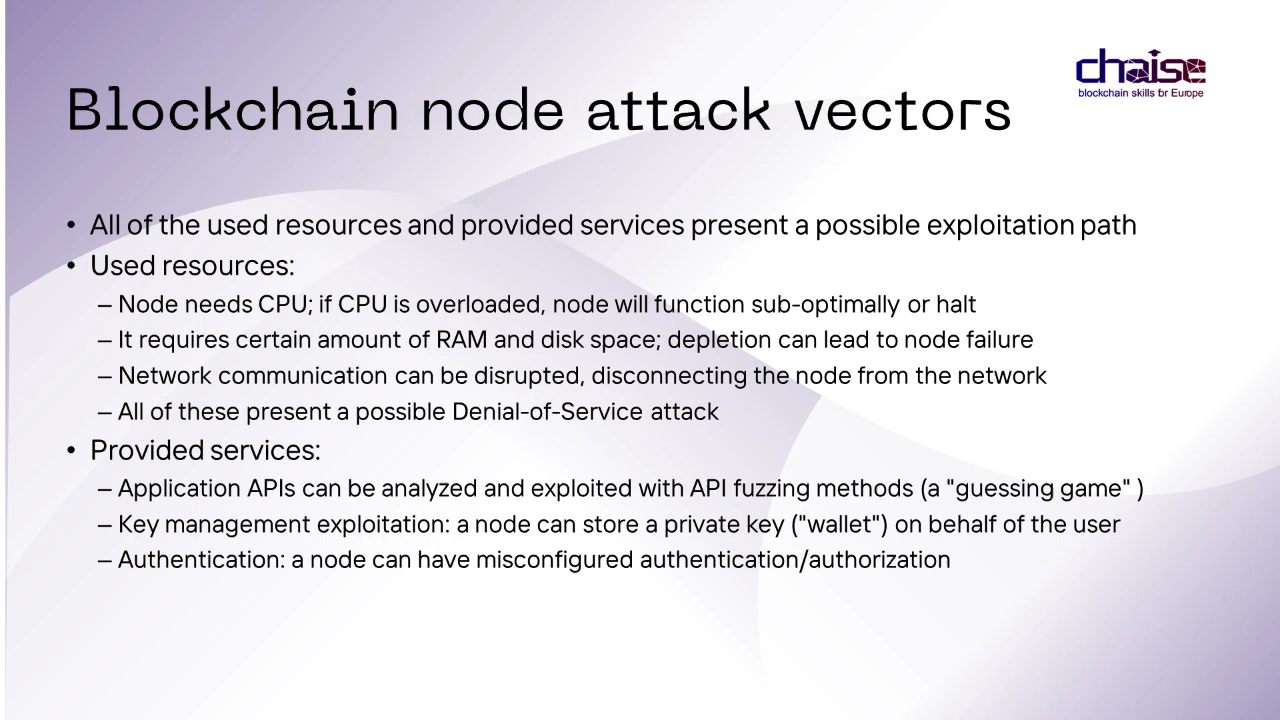 chaise
blockchain skills for Europe
Blockchain node attack vectors
• All of the used resources and provided services present a possible exploitation path
• Used resources:
– Node needs CPU; if CPU is overloaded, node will function sub-optimally or halt
– It requires certain amount of RAM and disk space; depletion can lead to node failure
– Network communication can be disrupted, disconnecting the node from the network
– All of these present a possible Denial-of-Service attack
• Provided services:
– Application APIs can be analyzed and exploited with API fuzzing methods (a "guessing game" )
– Key management exploitation: a node can store a private key ("wallet") on behalf of the user
– Authentication: a node can have misconfigured authentication/authorization